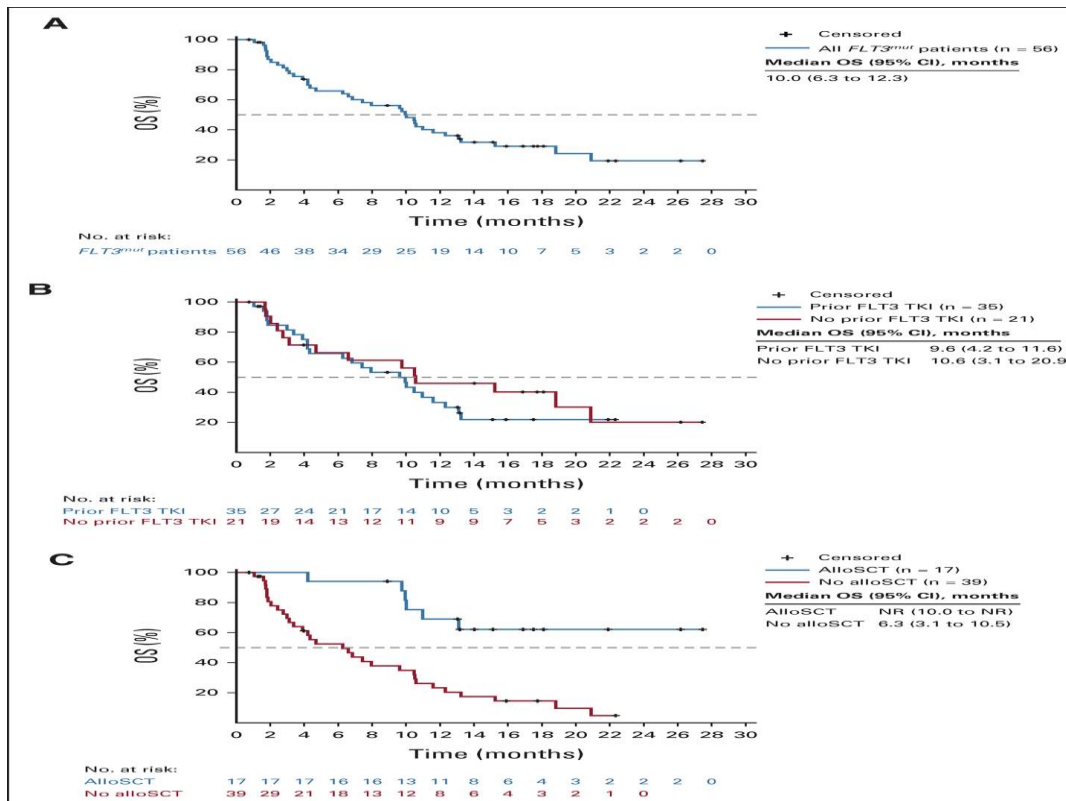 A
Censored
All FLT3mut patients (n = 56)
Median OS (95% CI), months
10.0 (6.3 to 12.3)
OS (%)
100
80
60
40
20
0 2 4 6 8 10 12 14 16 18 20 22 24 26 28 30
Time (months)
No. at risk:
FLT3mut patients 56 46 38 34 29 25 19 14 10 7 5 3 2 2 0
B
Censored
Prior FLT3 TKI (n = 35)
No prior FLT3 TKI (n = 21)
Median OS (95% CI), months
Prior FLT3 TKI 9.6 (4.2 to 11.6)
No prior FLT3 TKI 10.6 (3.1 to 20.9
OS (%)
100
80
60
40
20
0 2 4 6 8 10 12 14 16 18 20 22 24 26 28 30
Time (months)
No. at risk:
Prior FLT3 TKI 35 27 24 21 17 14 10 5 3 2 2 1 0
No prior FLT3 TKI 21 19 14 13 12 11 9 9 7 5 3 2 2 2 0
C
Censored
AlloSCT (n = 17)
No alloSCT (n = 39)
Median OS (95% CI), months
AlloSCT NR (10.0 to NR)
No alloSCT 6.3 (3.1 to 10.5)
OS (%)
100
80
60
40
20
0 2 4 6 8 10 12 14 16 18 20 22 24 26 28 30
Time (months)
No. at risk:
AlloSCT 17 17 17 16 16 13 11 8 6 4 3 2 2 2 0
No alloSCT 39 29 21 18 13 12 8 6 4 3 2 1 0